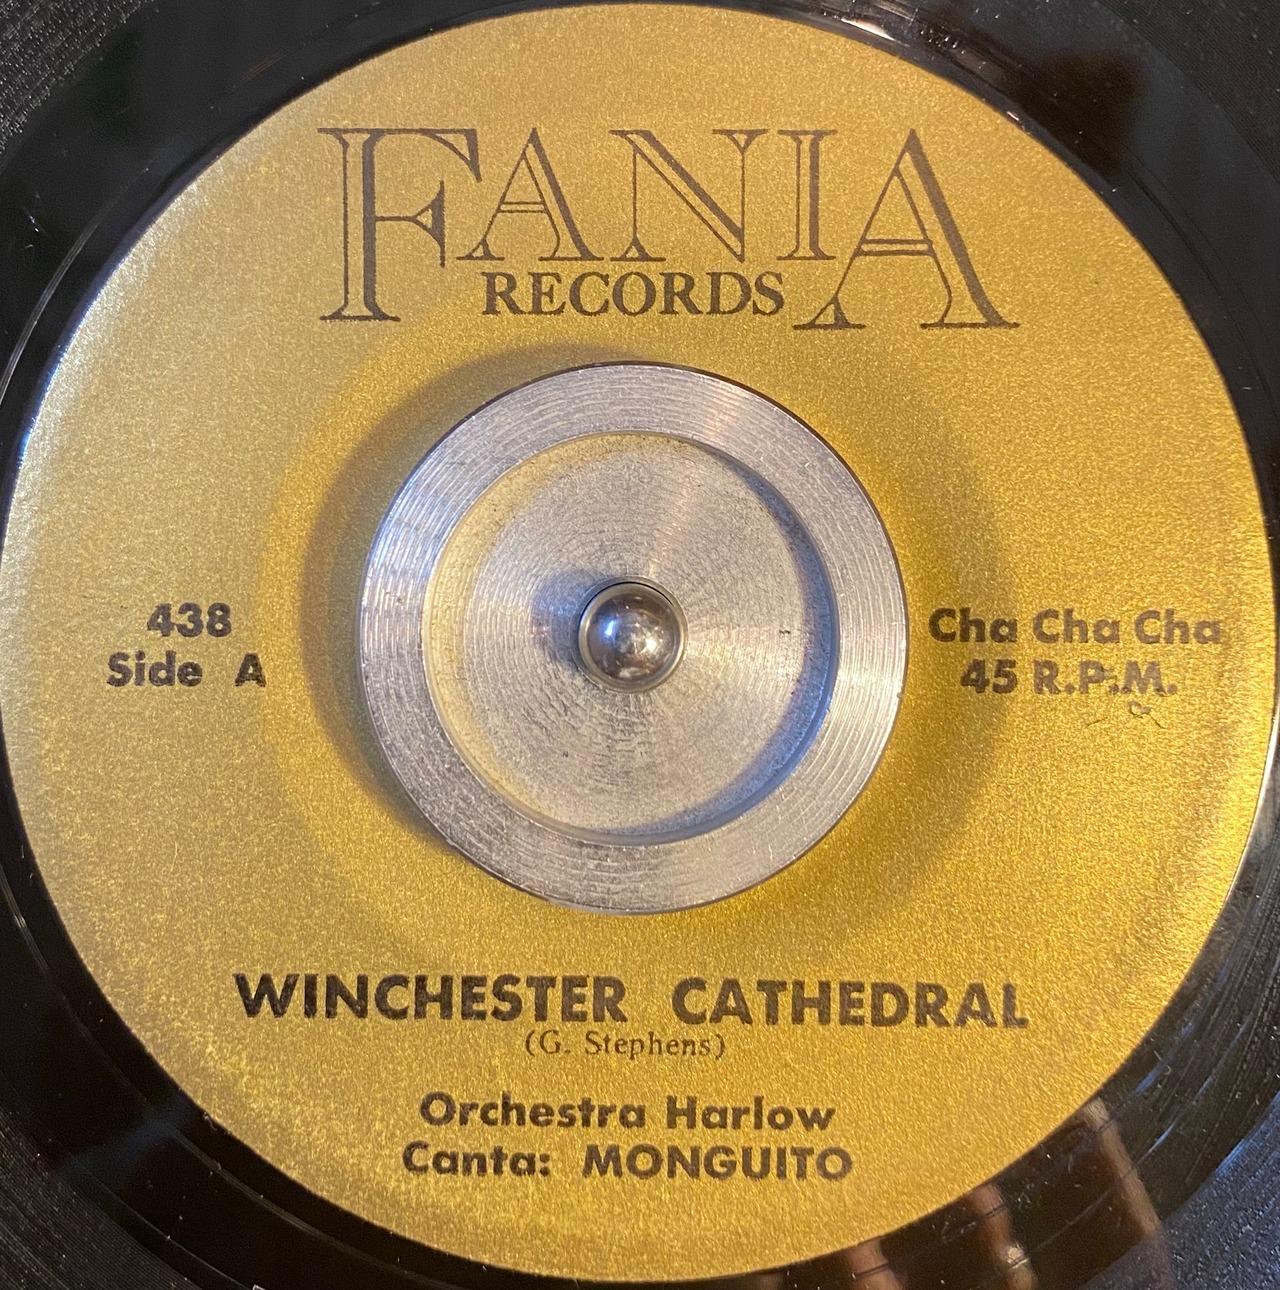 FANIA
RECORDS
438
Side A
Cha Cha Cha
45 R.P.M.
WINCHESTER CATHEDRAL
(G. Stephens)
Orchestra Harlow
Canta: MONGUITO